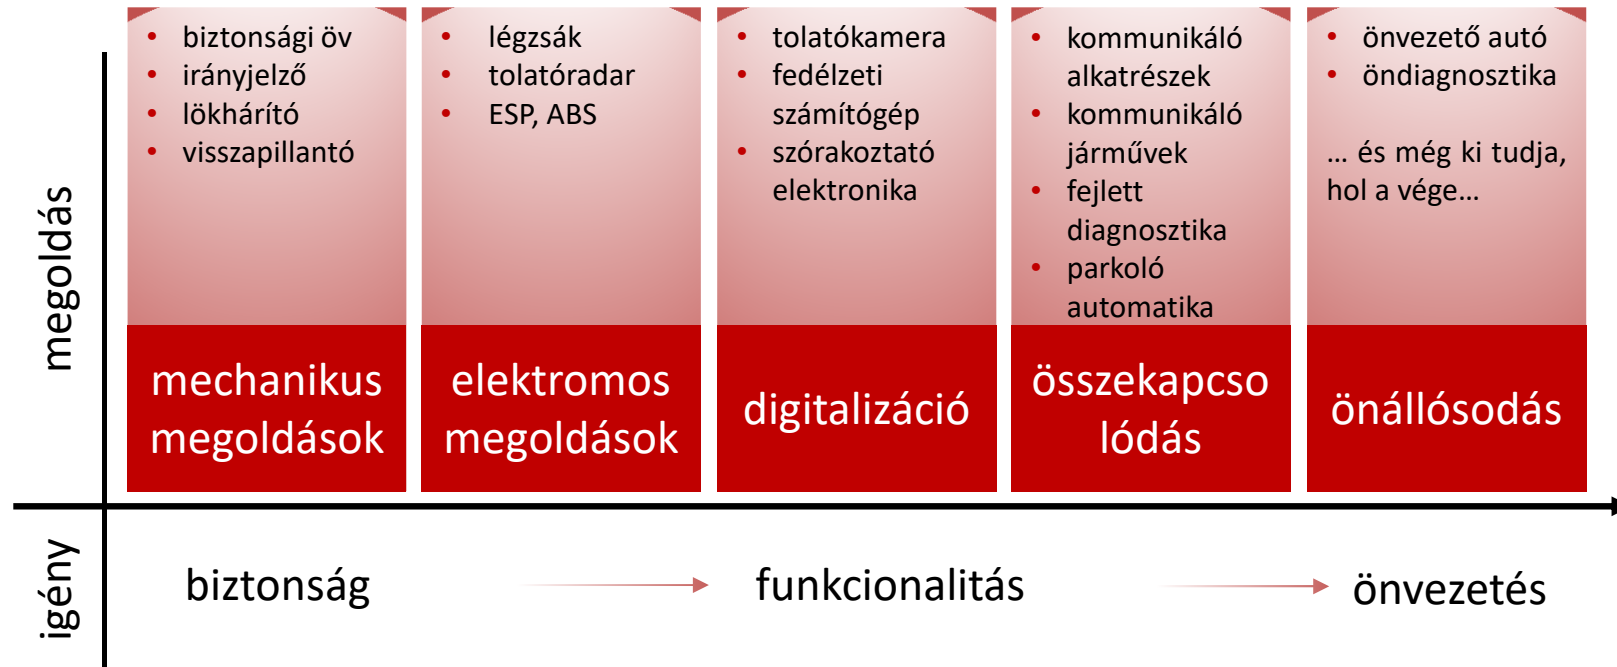 megoldás
• biztonsági öv
• irányjelző
• lökhárító
• visszapillantó
mechanikus
megoldások
• légzsák
• tolatóradar
• ESP, ABS
elektromos
megoldások
• tolatókamera
• fedélzeti
számítógép
• szórakoztató
elektronika
digitalizáció
• kommunikáló
alkatrészek
• kommunikáló
járművek
• fejlett
diagnosztika
• parkoló
automatika
összekapcso
lódás
• önvezető autó
• öndiagnosztika
… és még ki tudja,
hol a vége…
önállósodás
igény
biztonság
funkcionalitás
önvezetés